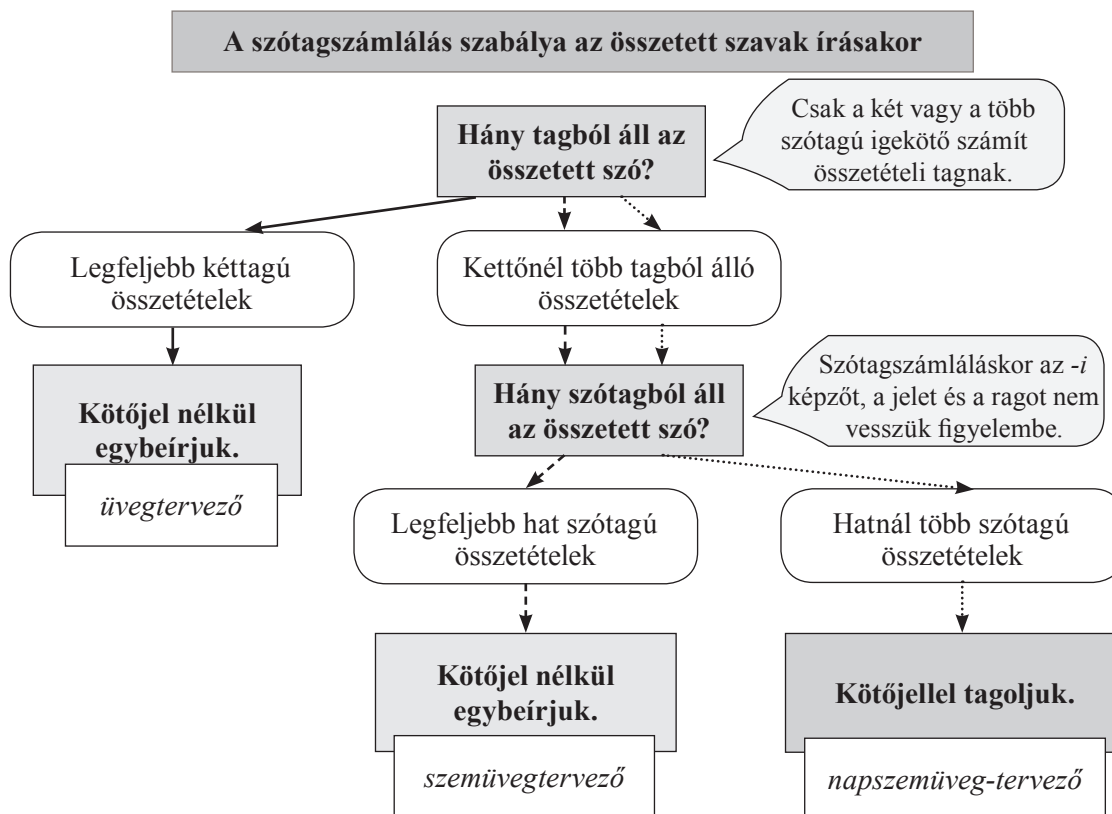 A szótagszámlálás szabálya az összetett szavak írásakor
Hány tagból áll az
összetett szó?
Csak a két vagy a több
szótagú igekötő számít
összetételi tagnak.
Legfeljebb kéttagú
összetételek
Kettőnél több tagból álló
összetételek
Kötőjel nélkül
egybeírjuk.
üvegtervező
Hány szótagból áll
az összetett szó?
Szótagszámláláskor az -i
képzőt, a jelet és a ragot nem
vesszük figyelembe.
Legfeljebb hat szótagú
összetételek
Hatnál több szótagú
összetételek
Kötőjel nélkül
egybeírjuk.
szemüvegtervező
Kötőjellel tagoljuk.
napszemüveg-tervező